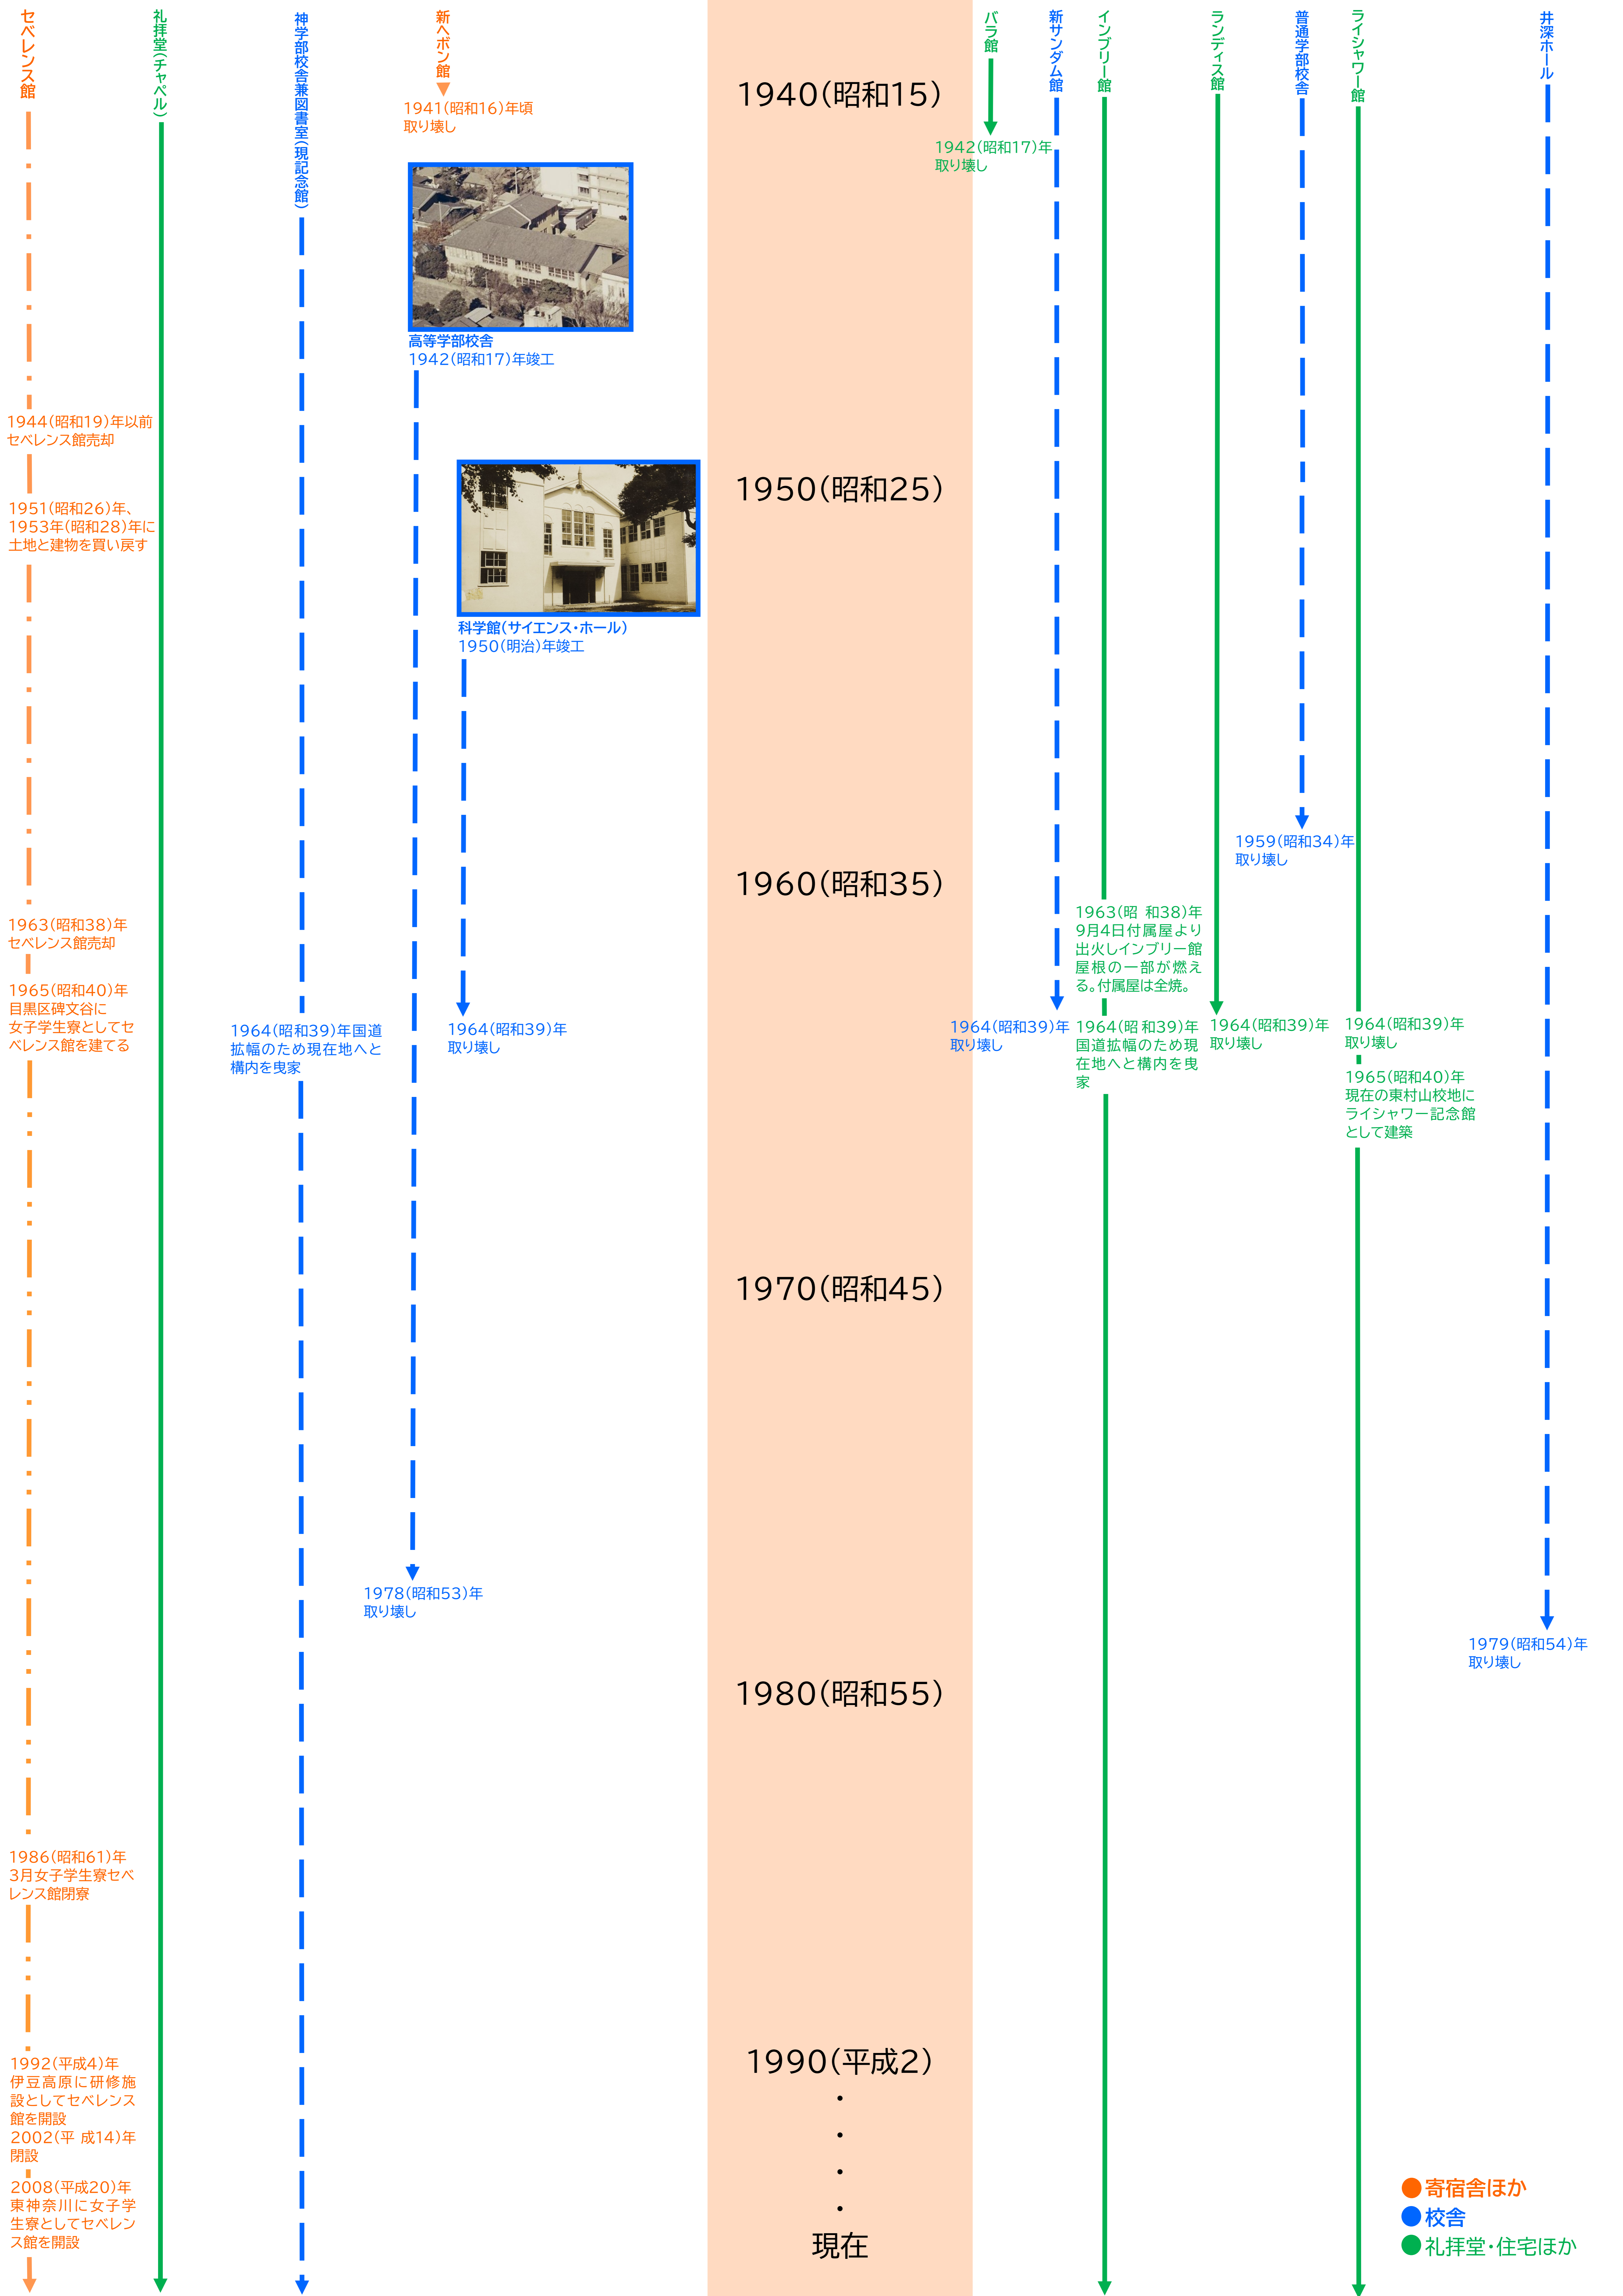 セベレンス館
礼拝堂(チャペル)
神学部校舎兼図書室(現記念館)
新ヘボン館
1941(昭和16)年頃
取り壊し
高等学部校舎
1942(昭和17)年竣工
科学館(サイエンス・ホール)
1950(明治)年竣工
1944(昭和19)年以前
セベレンス館売却
1951(昭和26)年、
1953年(昭和28)年に
土地と建物を買い戻す
1963(昭和38)年
セベレンス館売却
1965(昭和40)年
目黒区碑文谷に
女子学生寮としてセ
ベレンス館を建てる
1964(昭和39)年国道
拡幅のため現在地へと
構内を曳家
1964(昭和39)年
取り壊し
1978(昭和53)年
取り壊し
1986(昭和61)年
3月女子学生寮セベ
レンス館閉寮
1992(平成4)年
伊豆高原に研修施
設としてセベレンス
館を開設
2002(平 成14)年
閉設
2008(平成20)年
東神奈川に女子学
生寮としてセベレン
ス館を開設
1940(昭和15)
1950(昭和25)
1960(昭和35)
1970(昭和45)
1980(昭和55)
1990(平成2)
・
・
・
・
現在
バラ館
新サンダム館
インブリー館
ランディス館
普通学部校舎
ライシャワー館
井深ホール
1942(昭和17)年
取り壊し
1959(昭和34)年
取り壊し
1963(昭 和38)年
9月4日付属屋より
出火しインブリー館
屋根の一部が燃え
る。付属屋は全焼。
1964(昭和39)年
取り壊し
1964(昭和39)年
国道拡幅のため現
在地へと構内を曳
家
1964(昭和39)年
取り壊し
1964(昭和39)年
取り壊し
1965(昭和40)年
現在の東村山校地に
ライシャワー記念館
として建築
1979(昭和54)年
取り壊し
●寄宿舎ほか
●校舎
●礼拝堂・住宅ほか